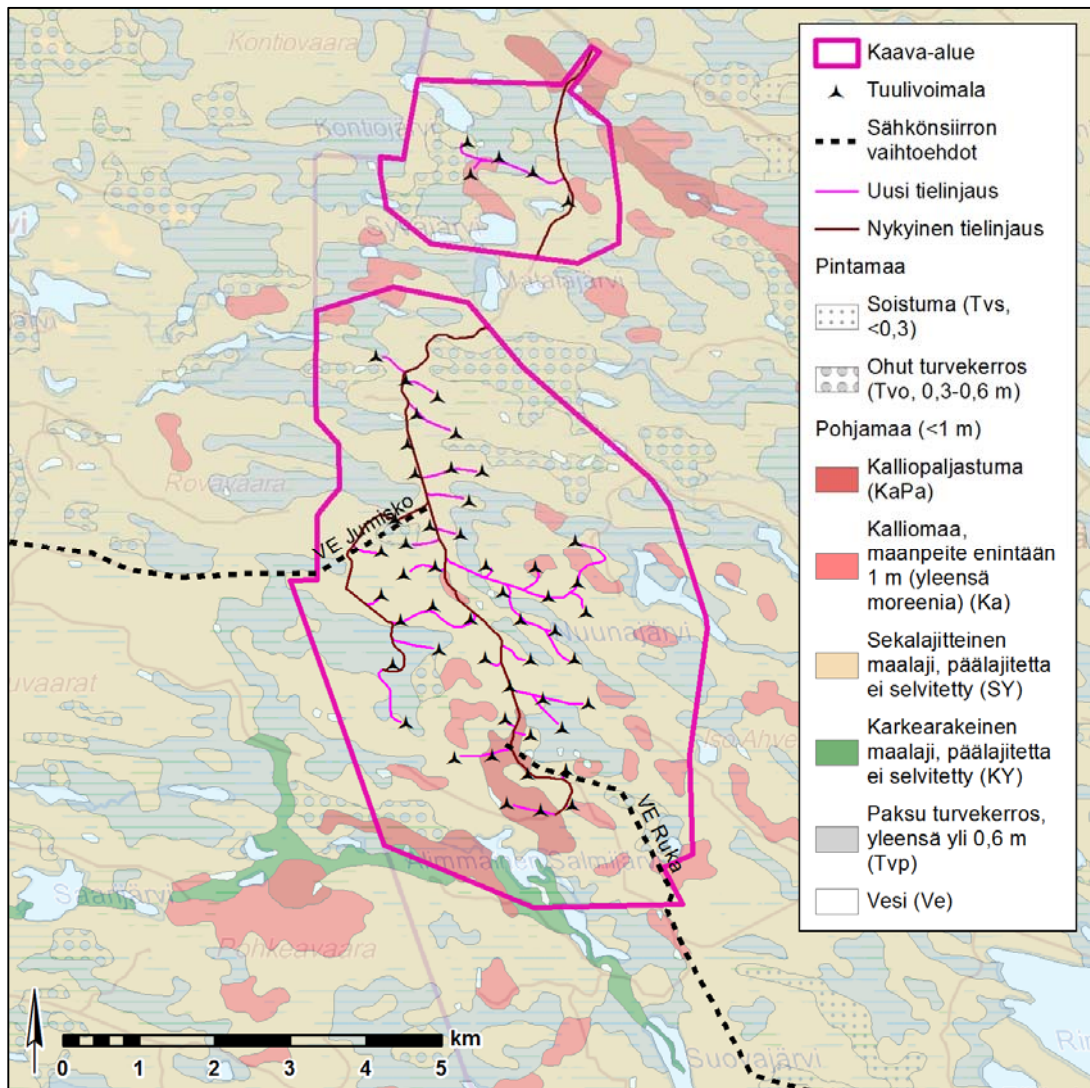 Kontiovaara
Kontiojärvi
Syväjärvi
Matalajärvi
Rovavaara
VE Jumisko
Muunajärvi
uvaarat
Iso Ahve
VE Ruka
Alimmainen Salmijärvi
Saarijärvi
Pohkeavaara
Suovajärvi
Rin
km
0 1 2 3 4 5
Kaava-alue
Tuulivoimala
Sähkönsiirron
vaihtoehdot
Uusi tielinjaus
Nykyinen tielinjaus
Pintamaa
Soistuma (Tvs,
<0,3)
Ohut turvekerros
(Tvo, 0,3-0,6 m)
Pohjamaa (<1 m)
Kalliopaljastuma
(KaPa)
Kalliomaa,
maanpeite enintään
1 m (yleensä
moreenia) (Ka)
Sekalajitteinen
maalaji, päälajitetta
ei selvitetty (SY)
Karkearakeinen
maalaji, päälajitetta
ei selvitetty (KY)
Paksu turvekerros,
yleensä yli 0,6 m
(Tvp)
Vesi (Ve)